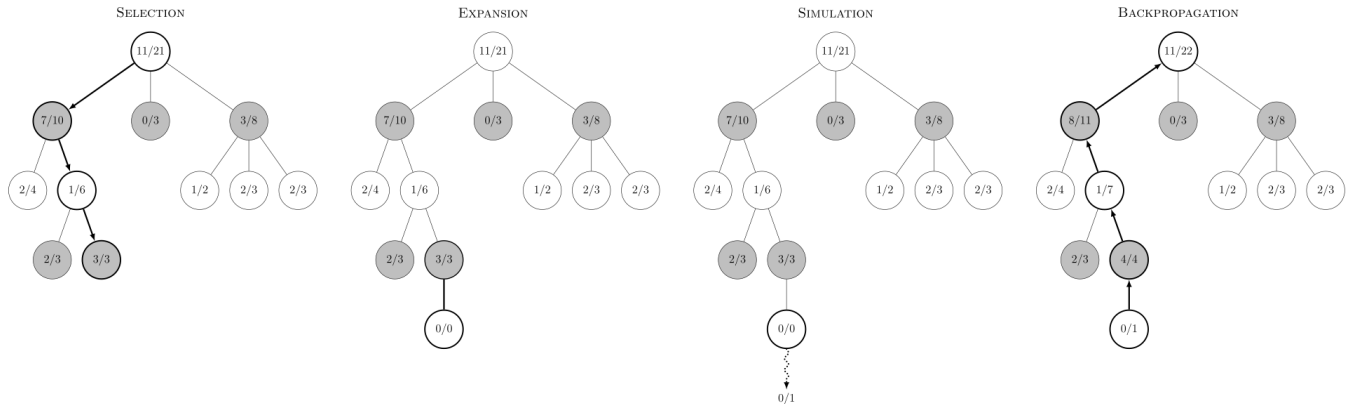 SELECTION
11/21
7/10 0/3 3/8
2/4 1/6 1/2 2/3 2/3
2/3 3/3
EXPANSION
11/21
7/10 0/3 3/8
2/4 1/6 1/2 2/3 2/3
2/3 3/3
0/0
SIMULATION
11/21
7/10 0/3 3/8
2/4 1/6 1/2 2/3 2/3
2/3 3/3
0/0
0/1
BACKPROPAGATION
11/22
8/11 0/3 3/8
2/4 1/7 1/2 2/3 2/3
2/3 4/4
0/1